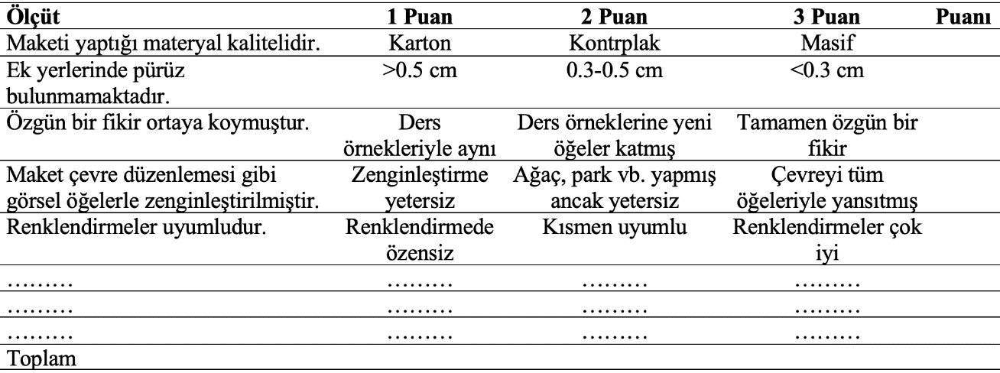 Ölçüt 1 Puan 2 Puan 3 Puan Puanı
Maketi yaptığı materyal kalitelidir. Karton Kontrplak Masif
Ek yerlerinde pürüz >0.5 cm 0.3-0.5 cm <0.3 cm
bulunmamaktadır.
Özgün bir fikir ortaya koymuştur. Ders Ders örneklerine yeni Tamamen özgün bir
örnekleriyle aynı öğeler katmış fikir
Maket çevre düzenlemesi gibi Zenginleştirme Ağaç, park vb. yapmış Çevreyi tüm
görsel öğelerle zenginleştirilmiştir. yetersiz ancak yetersiz öğeleriyle yansıtmış
Renklendirmeler uyumludur. Renklendirmede Kısmen uyumlu Renklendirmeler çok
özensiz iyi
……… ……… ……… ………
……… ……… ……… ………
……… ……… ……… ………
Toplam